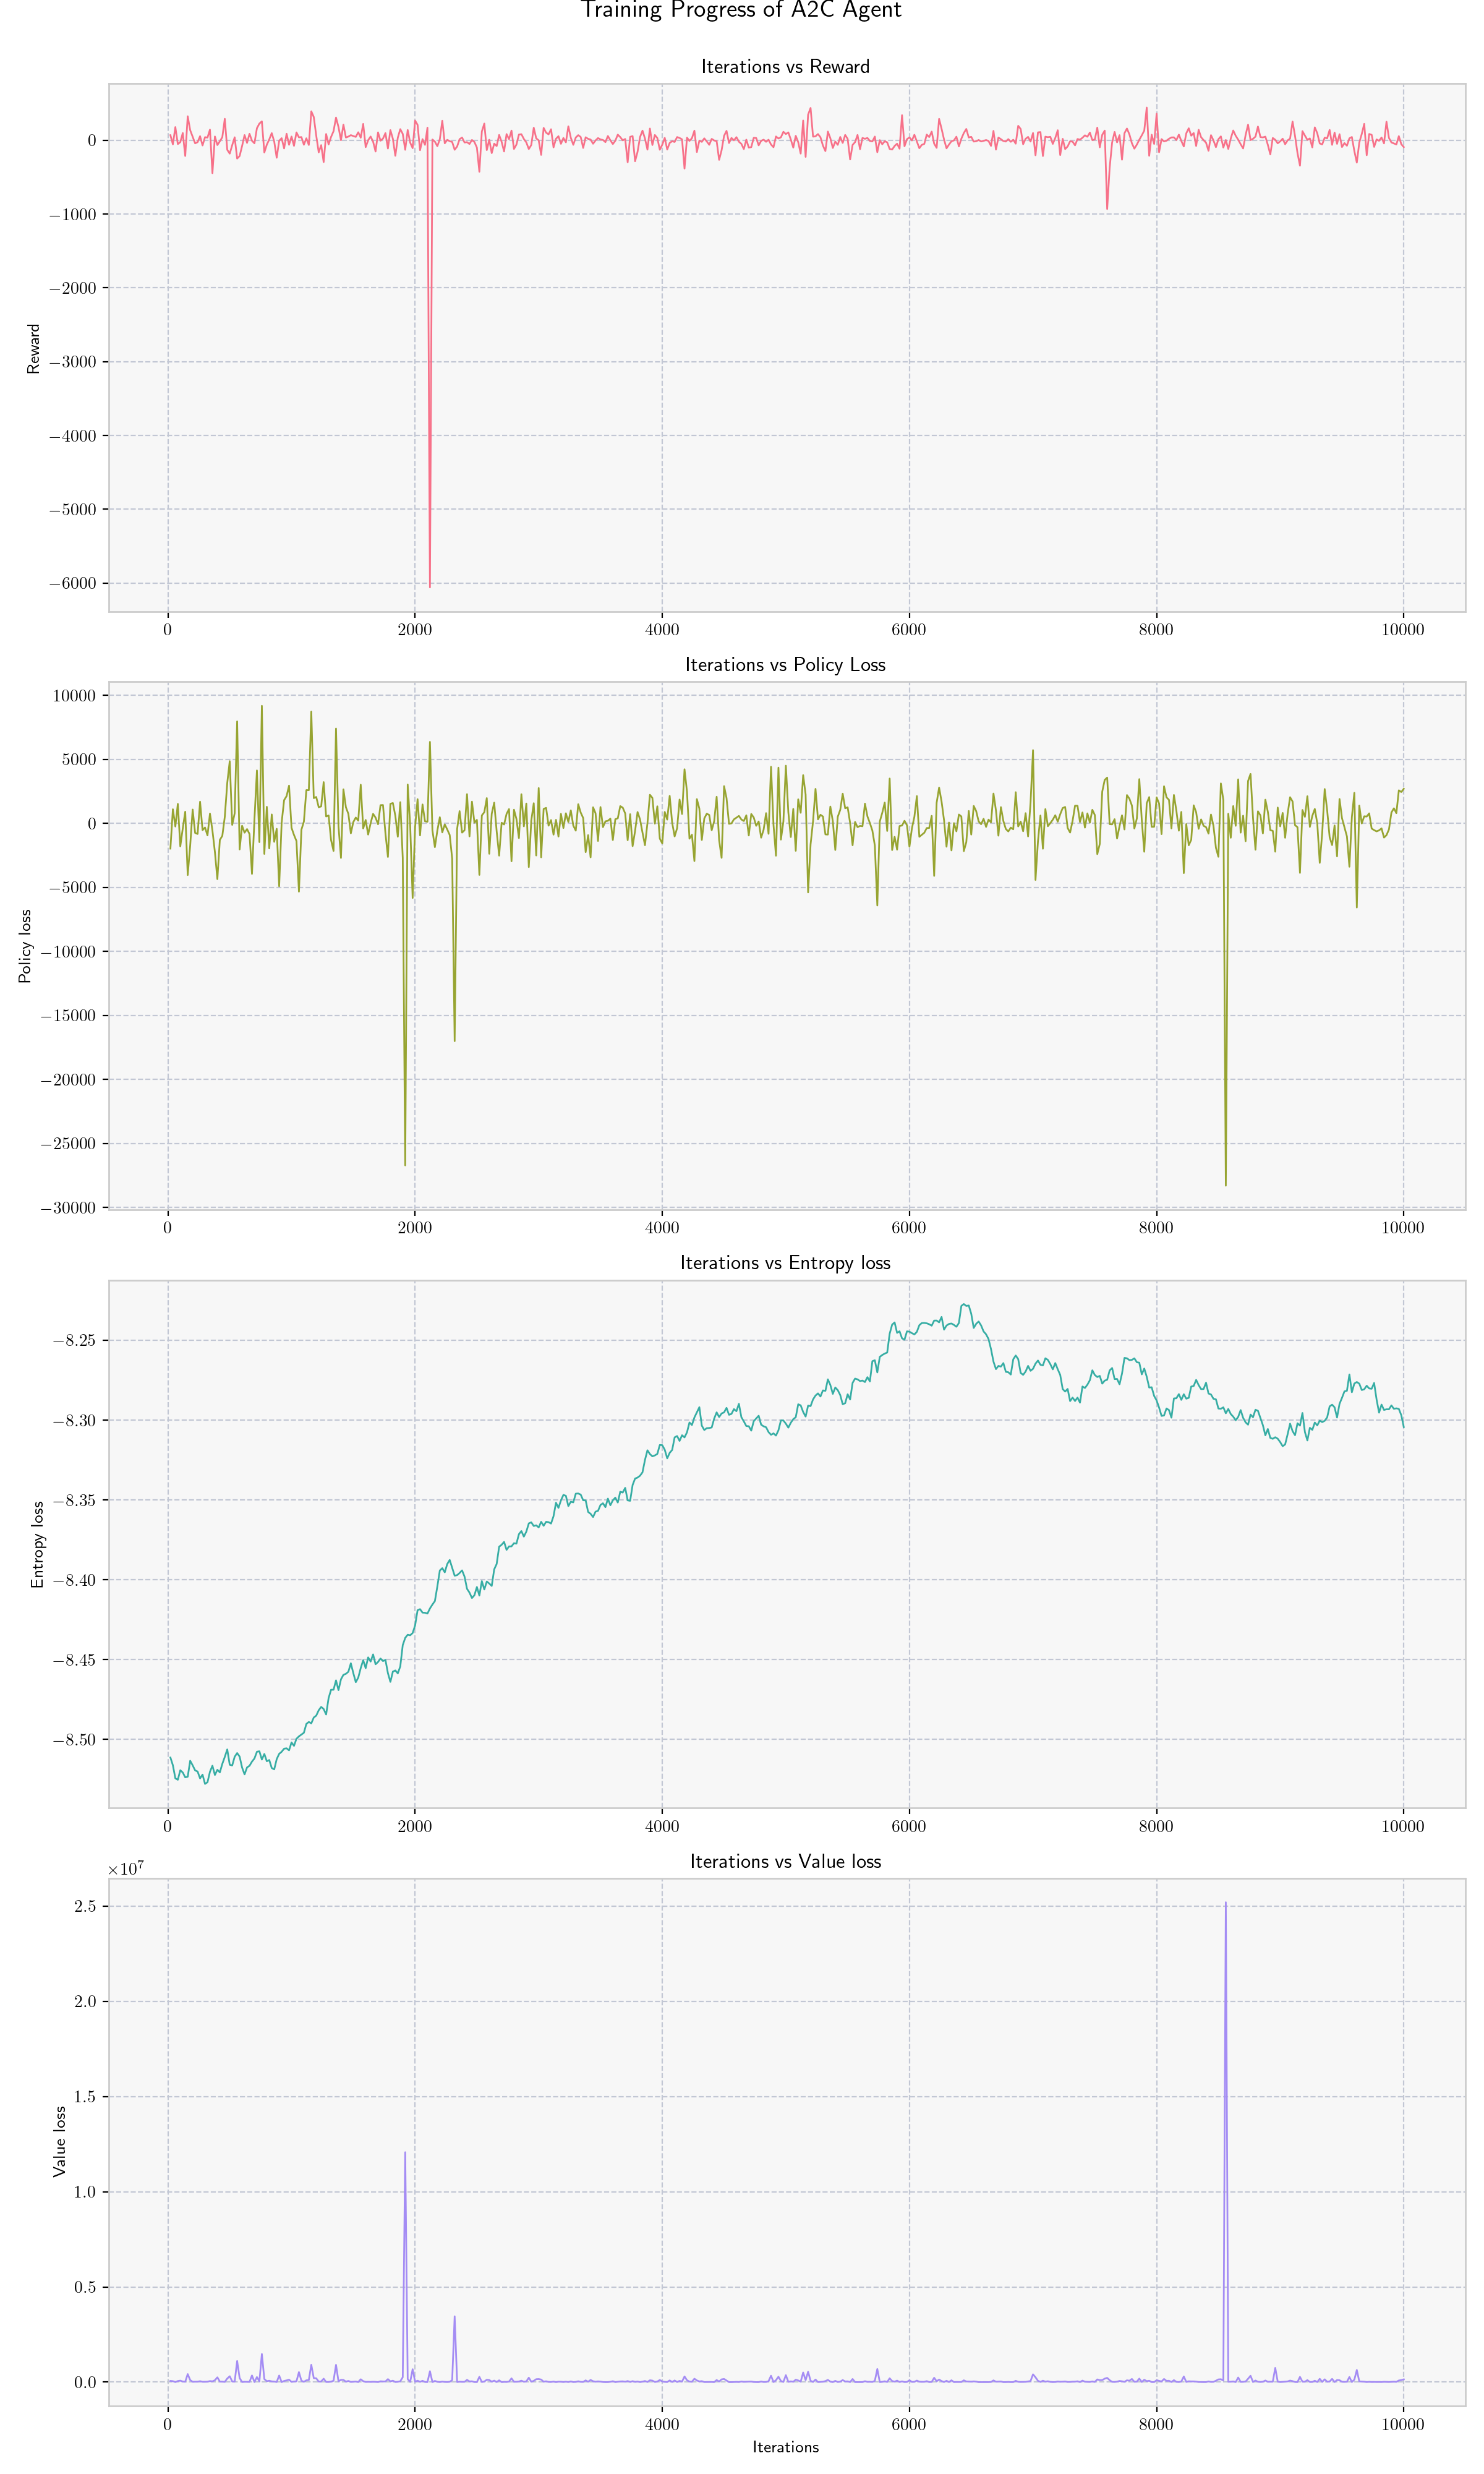 Training Progress of A2C Agent
Iterations vs Reward
Reward
0
−1000
−2000
−3000
−4000
−5000
−6000
0 2000 4000 6000 8000 10000
Iterations vs Policy Loss
Policy loss
10000
5000
0
−5000
−10000
−15000
−20000
−25000
−30000
0 2000 4000 6000 8000 10000
Iterations vs Entropy loss
Entropy loss
−8.25
−8.30
−8.35
−8.40
−8.45
−8.50
0 2000 4000 6000 8000 10000
Iterations vs Value loss
×10⁷
Value loss
2.5
2.0
1.5
1.0
0.5
0.0
0 2000 4000 6000 8000 10000
Iterations